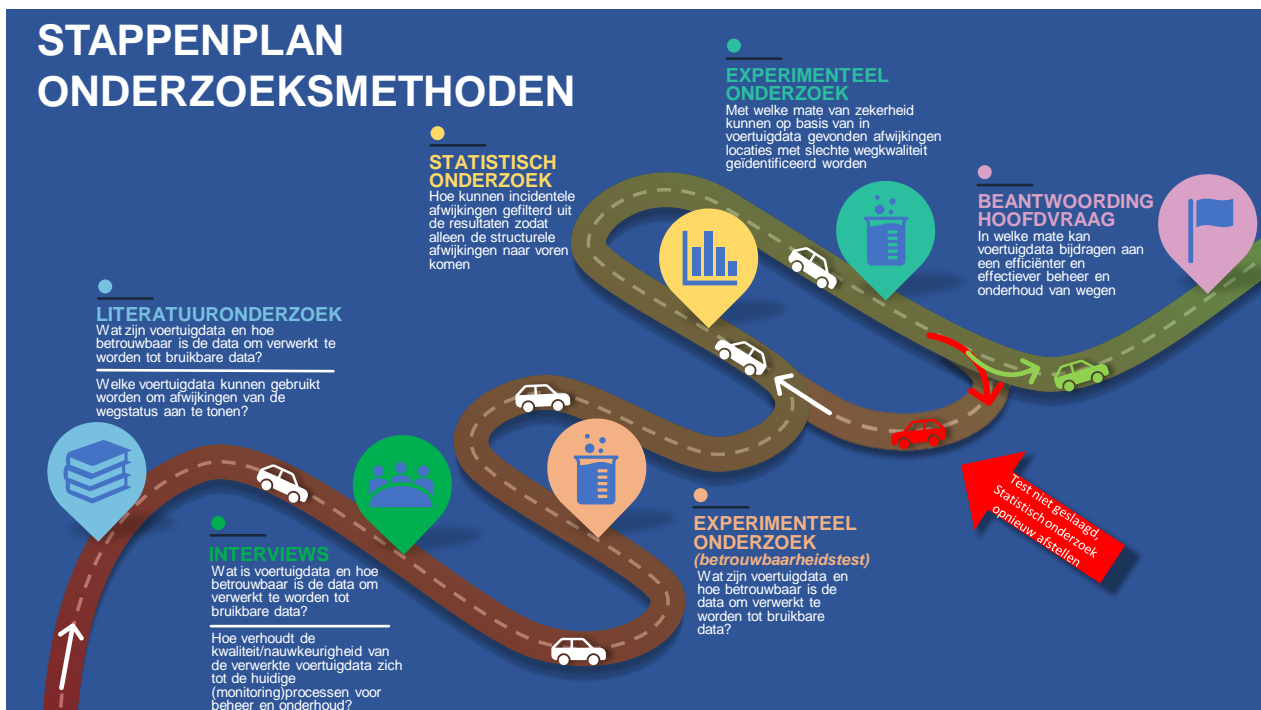 STAPPENPLAN
ONDERZOEKSMETHODEN
LITERATUURONDERZOEK
Wat zijn voertuigdata en hoe
betrouwbaar is de data om verwerkt te
worden tot bruikbare data?
Welke voertuigdata kunnen gebruikt
worden om afwijkingen van de
wegstatus aan te tonen?
INTERVIEWS
Wat is voertuigdata en hoe
betrouwbaar is de data om
verwerkt te worden tot
bruikbare data?
Hoe verhoudt de
kwaliteit/nauwkeurigheid van
de verwerkte voertuigdata zich
tot de huidige
(monitoring)processen voor
beheer en onderhoud?
EXPERIMENTEEL
ONDERZOEK
(betrouwbaarheidstest)
Wat zijn voertuigdata en
hoe betrouwbaar is de
data om verwerkt te
worden tot bruikbare
data?
STATISTISCH
ONDERZOEK
Hoe kunnen incidentele
afwijkingen gefilterd uit
de resultaten zodat
alleen de structurele
afwijkingen naar voren
komen
EXPERIMENTEEL
ONDERZOEK
Met welke mate van zekerheid
kunnen op basis van in
voertuigdata gevonden afwijkingen
locaties met slechte wegkwaliteit
geïdentificeerd worden
BEANTWOORDING
HOOFDVRAAG
In welke mate kan
voertuigdata bijdragen aan
een efficiënter en
effectiever beheer en
onderhoud van wegen
Test niet geslaagd,
Statistisch onderzoek
opnieuw afstellen